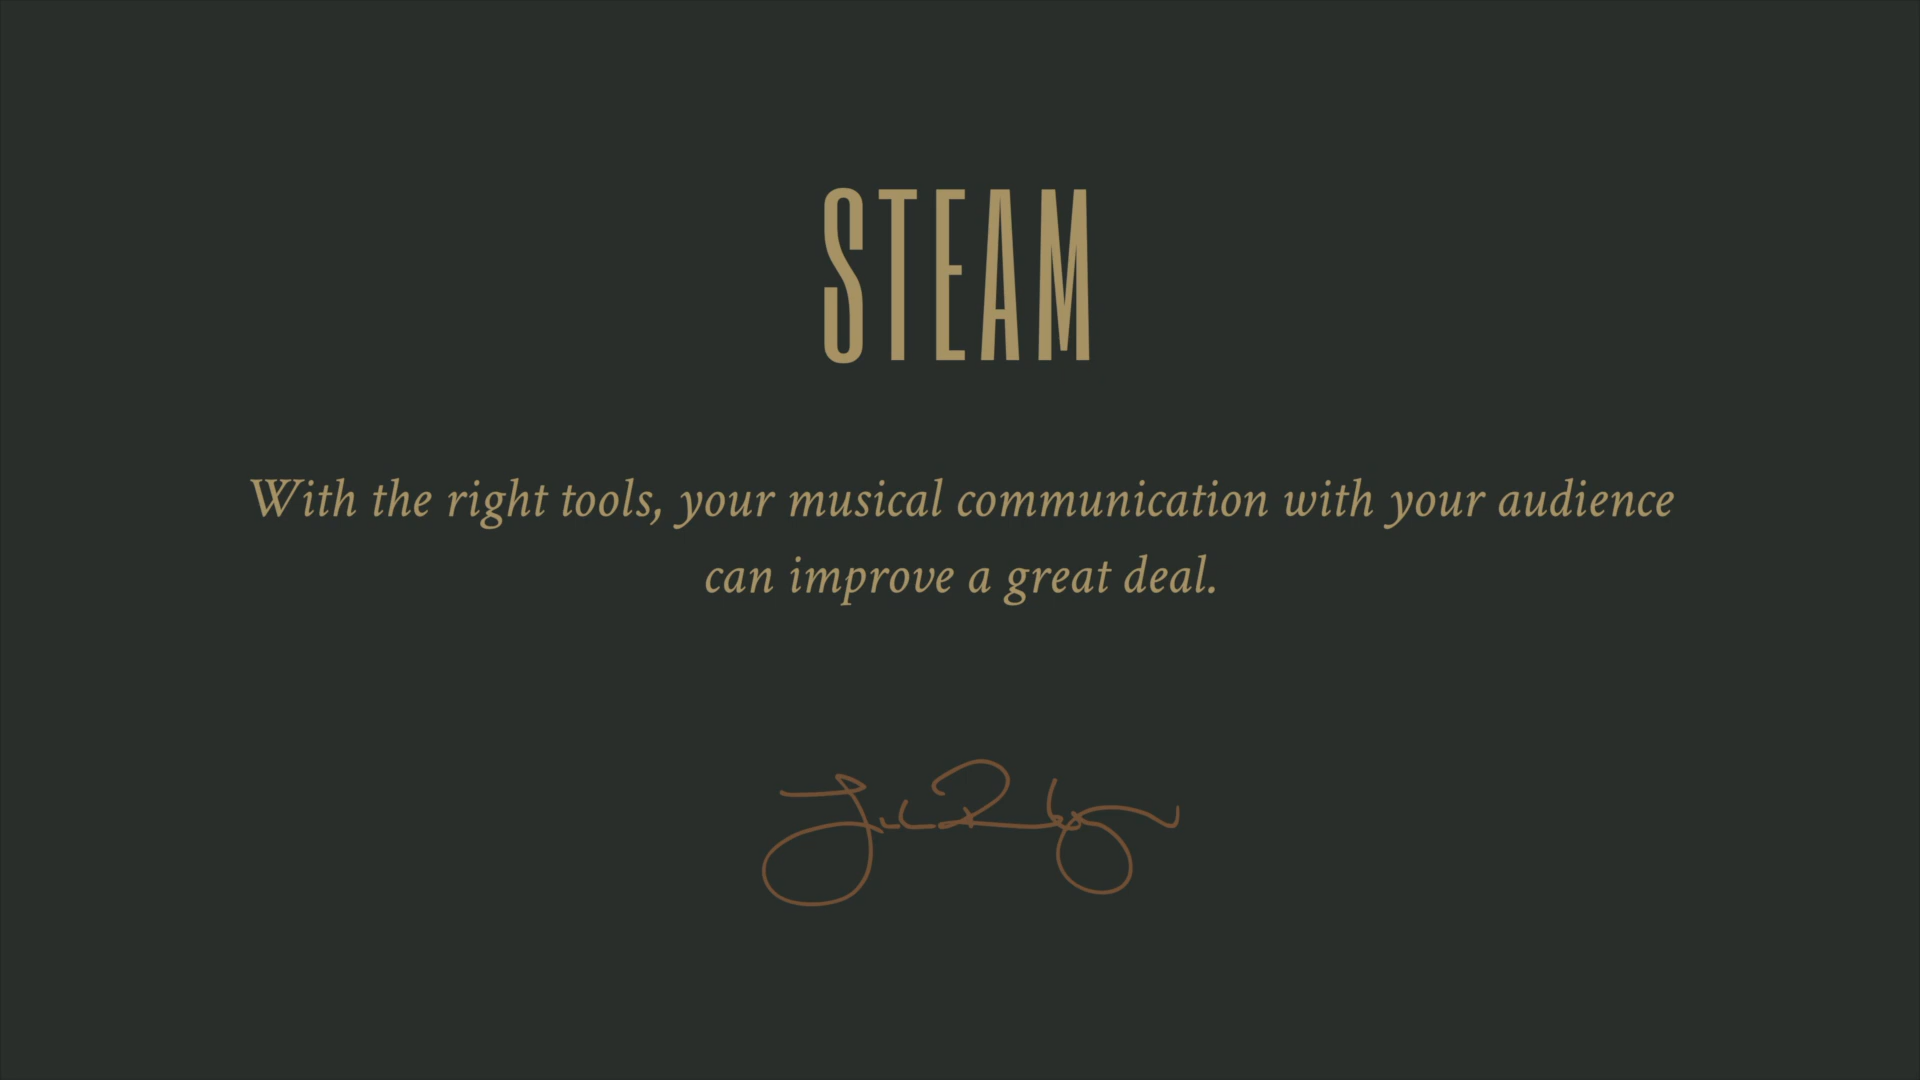 STEAM
With the right tools, your musical communication with your audience
can improve a great deal.